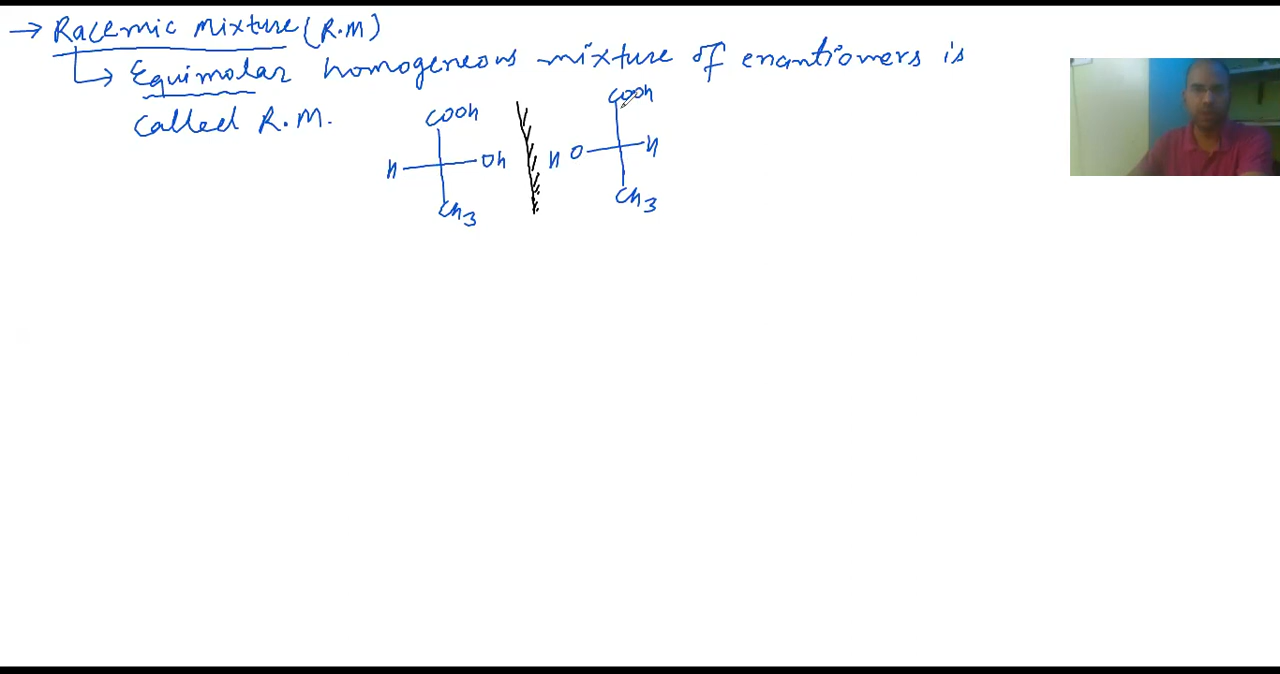 → Racemic Mixture (R.M)
↳ Equimolar homogeneous mixture of enantiomers is
called R.M.
COOH COOH
H OH HO H
CH3 CH3